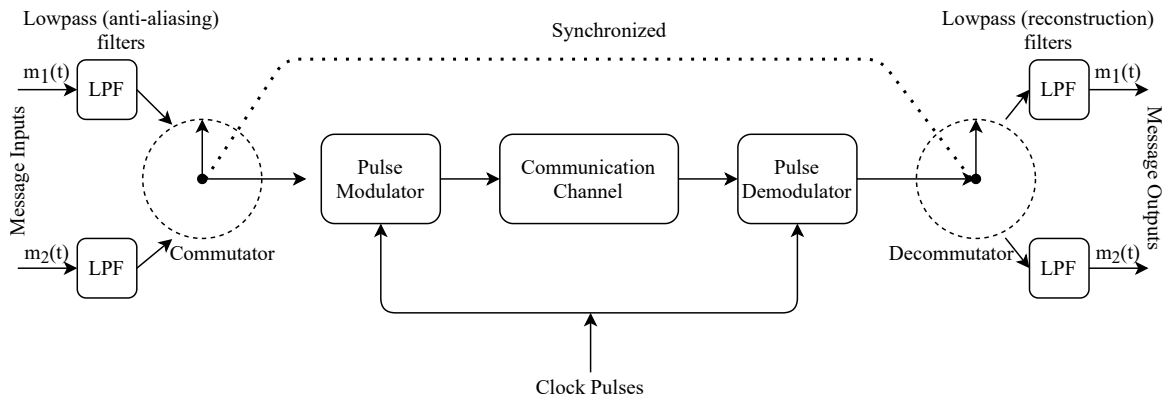 Lowpass (anti-aliasing)
filters
Lowpass (reconstruction)
filters
Synchronized
m1(t)
LPF
LPF
m1(t)
Message Inputs
Pulse
Modulator
Communication
Channel
Pulse
Demodulator
Message Outputs
m2(t)
LPF
Commutator
Decommutator
LPF
m2(t)
Clock Pulses